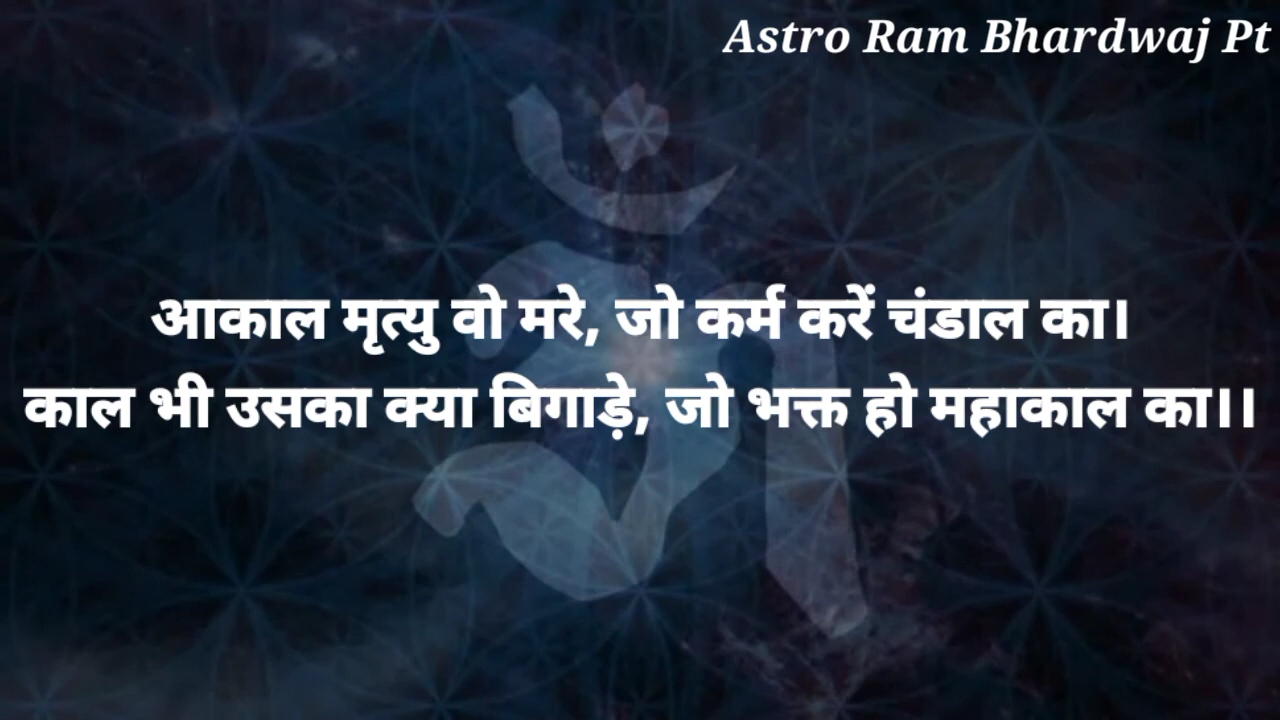 Astro Ram Bhardwaj Pt
आकाल मृत्यु वो मरे, जो कर्म करें चंडाल का।
काल भी उसका क्या बिगाड़े, जो भक्त हो महाकाल का।।